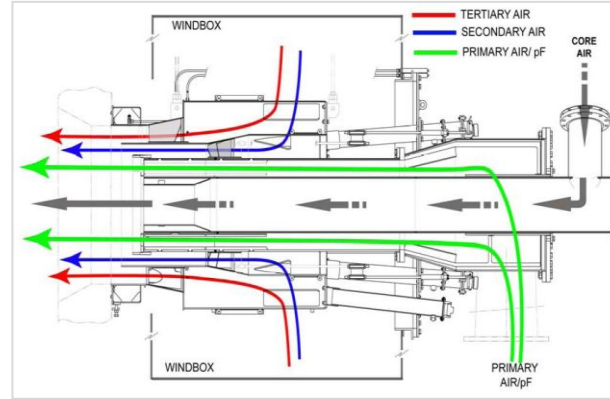 WINDBOX
TERTIARY AIR
SECONDARY AIR
PRIMARY AIR/ pF
CORE
AIR
WINDBOX
PRIMARY
AIR/pF